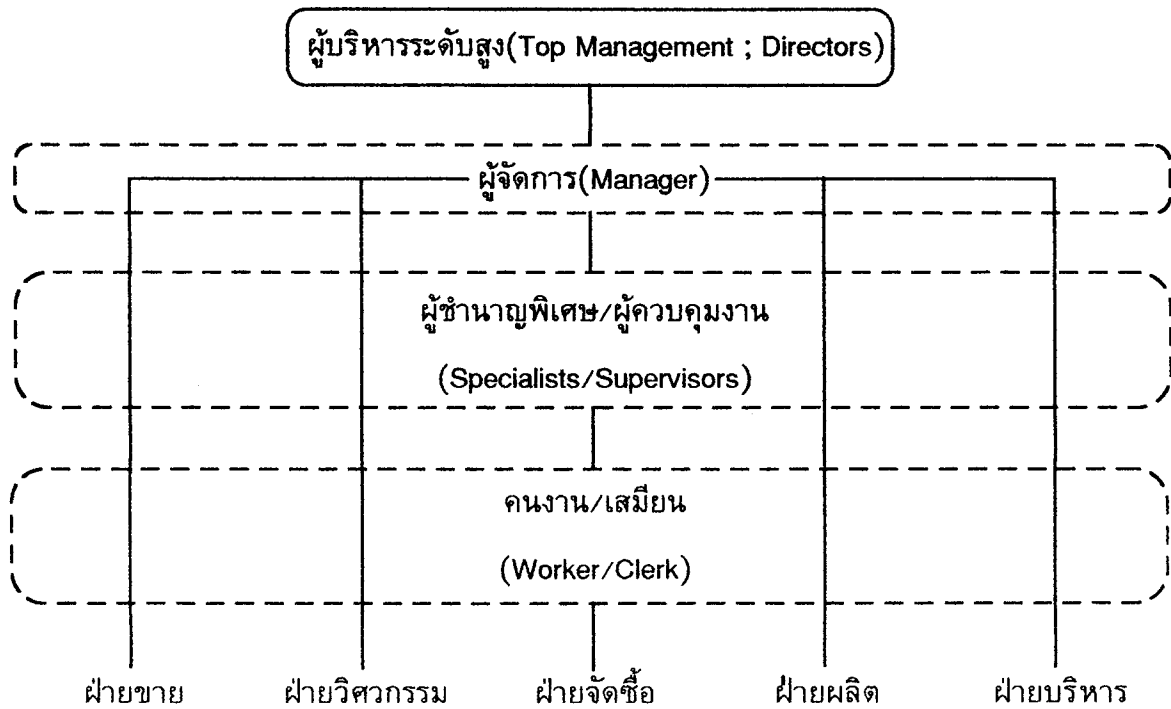 ผู้บริหารระดับสูง(Top Management ; Directors)
ผู้จัดการ(Manager)
ผู้ชำนาญพิเศษ/ผู้ควบคุมงาน
(Specialists/Supervisors)
คนงาน/เสมียน
(Worker/Clerk)
ฝ่ายขาย ฝ่ายวิศวกรรม ฝ่ายจัดซื้อ ฝ่ายผลิต ฝ่ายบริหาร